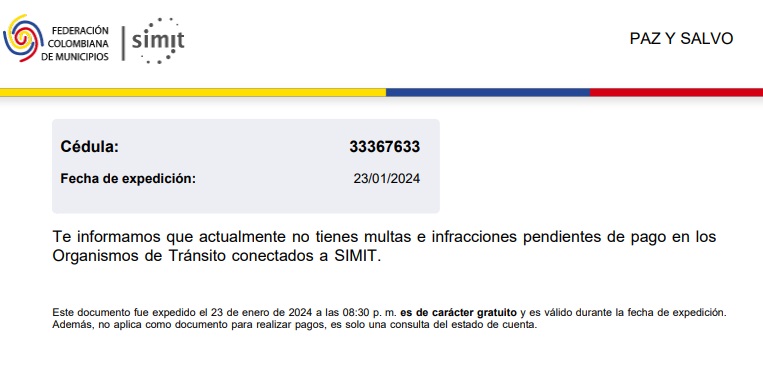 FEDERACIÓN
COLOMBIANA
DE MUNICIPIOS
simit
PAZ Y SALVO
Cédula: 33367633
Fecha de expedición: 23/01/2024
Te informamos que actualmente no tienes multas e infracciones pendientes de pago en los
Organismos de Tránsito conectados a SIMIT.
Este documento fue expedido el 23 de enero de 2024 a las 08:30 p. m. es de carácter gratuito y es válido durante la fecha de expedición.
Además, no aplica como documento para realizar pagos, es solo una consulta del estado de cuenta.